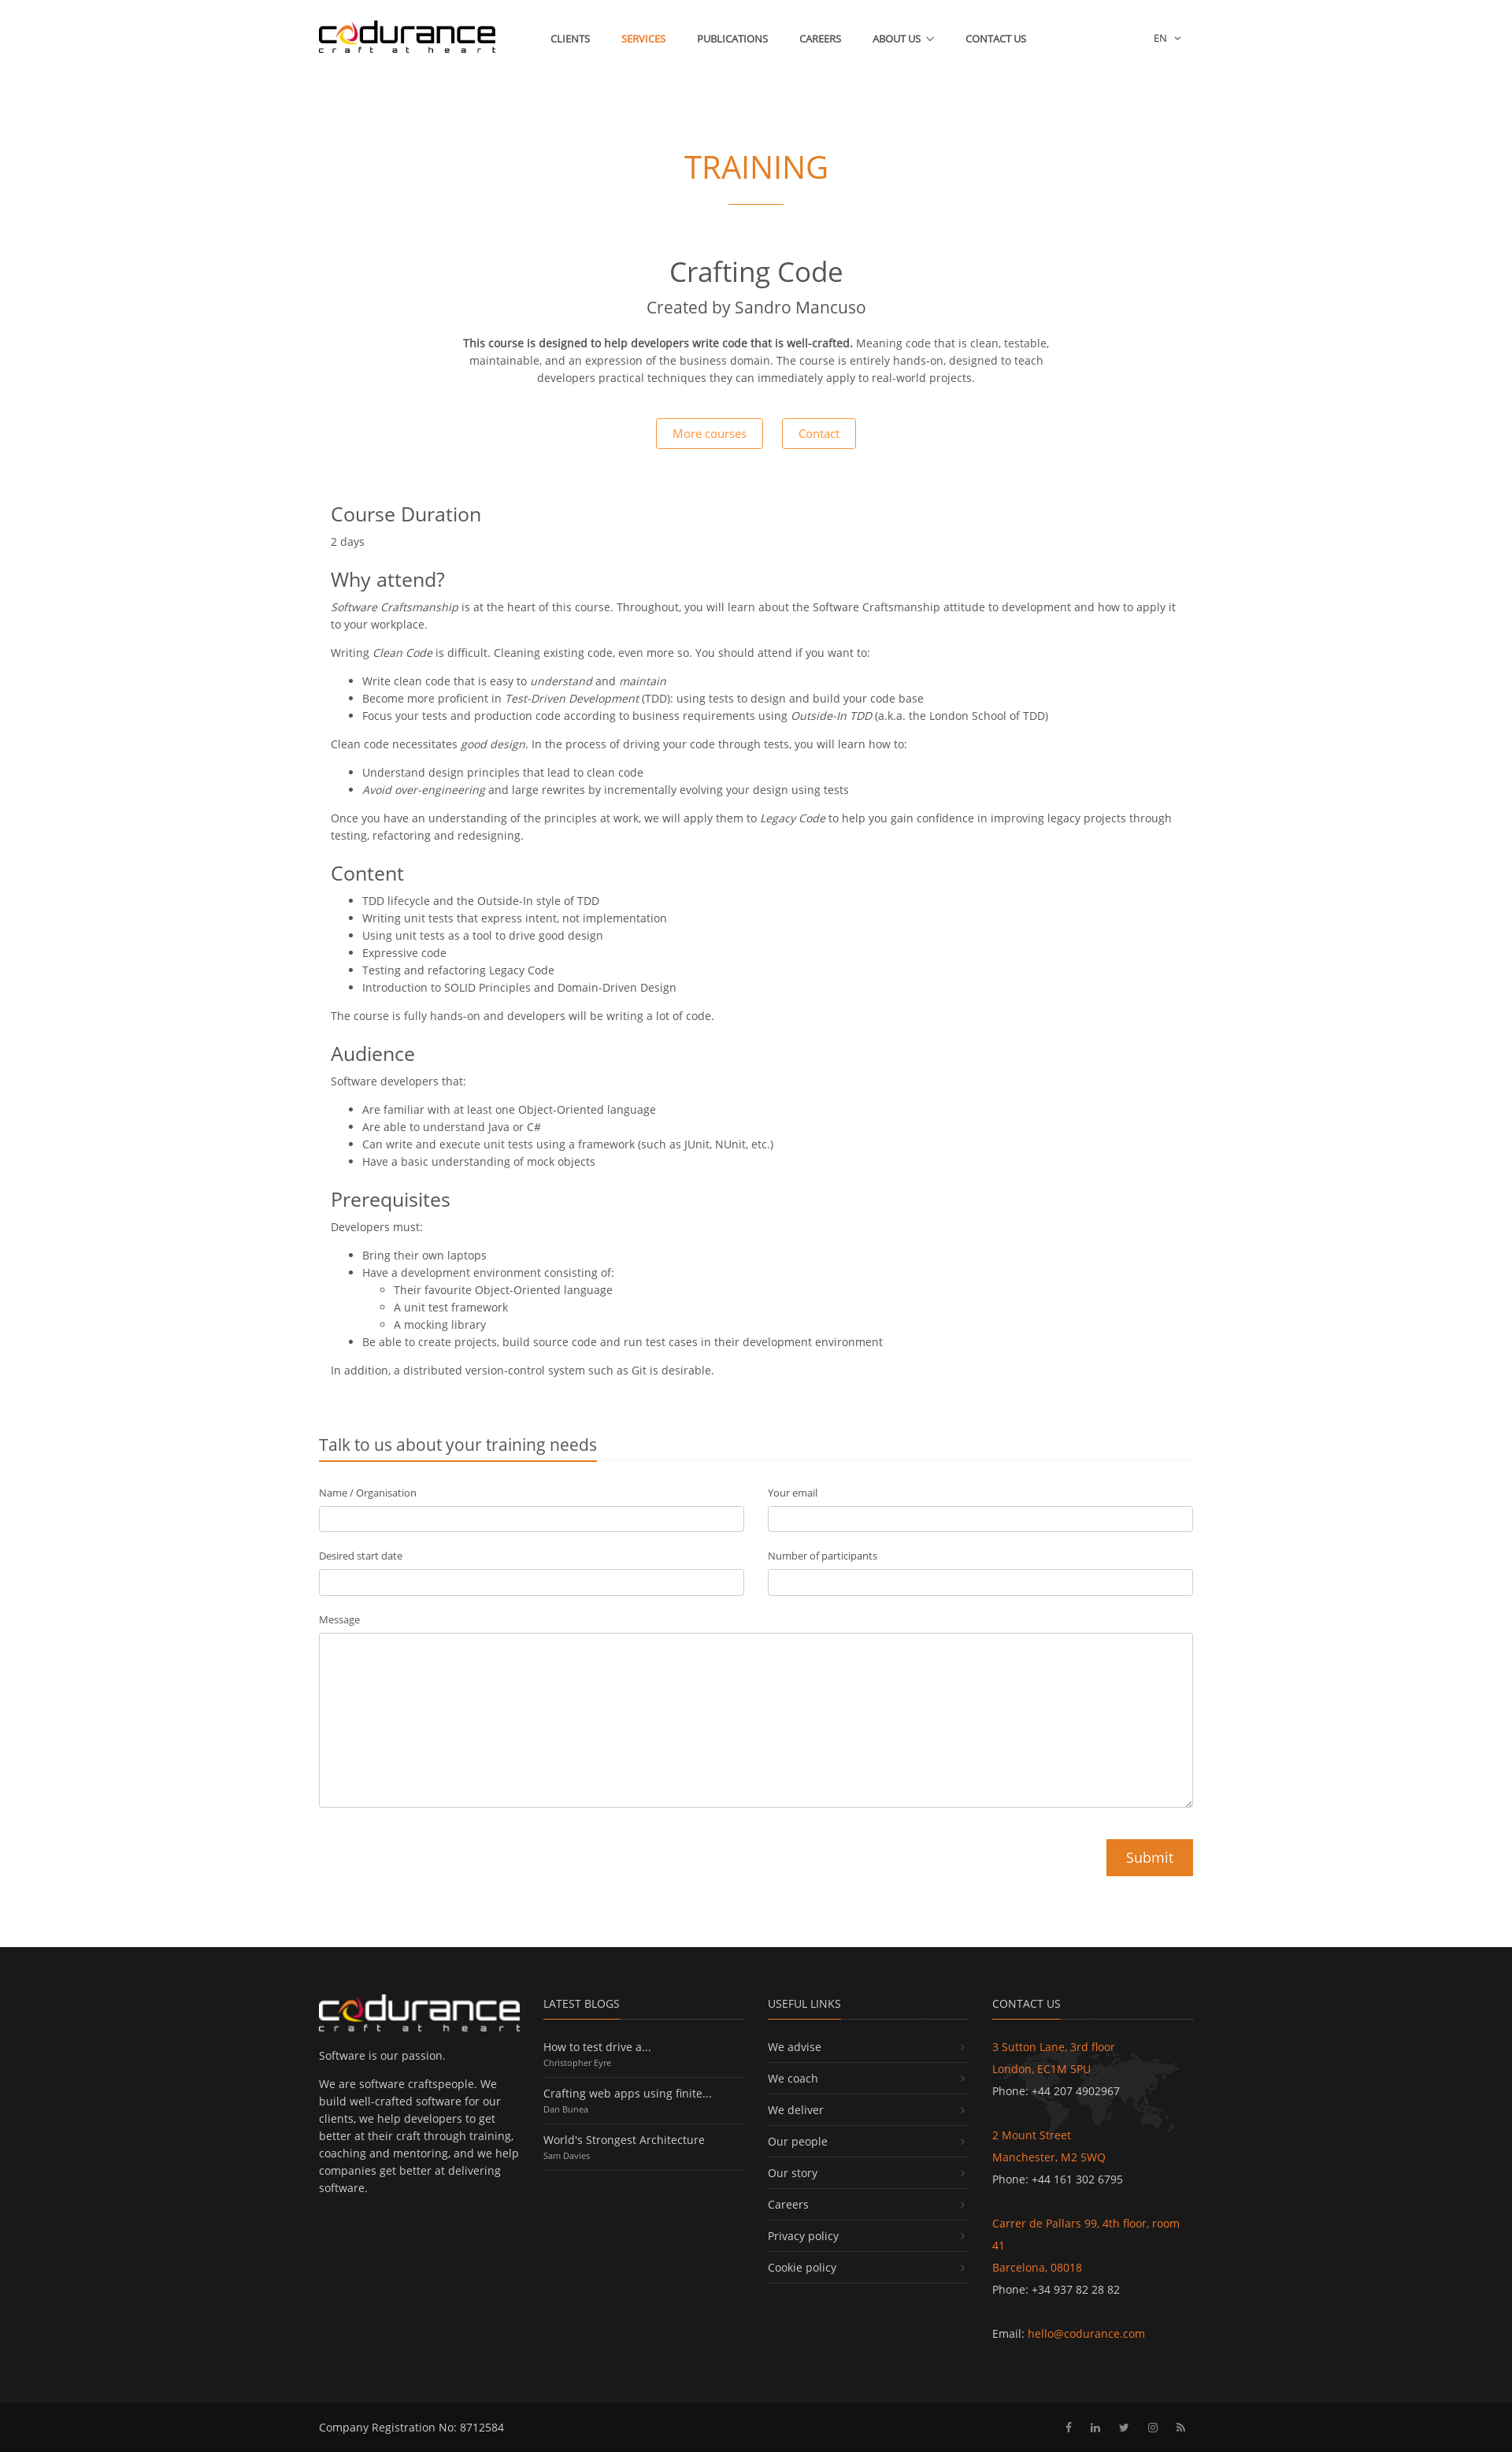 codurance
craft at heart
CLIENTS SERVICES PUBLICATIONS CAREERS ABOUT US CONTACT US EN
TRAINING
Crafting Code
Created by Sandro Mancuso
This course is designed to help developers write code that is well-crafted. Meaning code that is clean, testable,
maintainable, and an expression of the business domain. The course is entirely hands-on, designed to teach
developers practical techniques they can immediately apply to real-world projects.
More courses Contact
Course Duration
2 days
Why attend?
Software Craftsmanship is at the heart of this course. Throughout, you will learn about the Software Craftsmanship attitude to development and how to apply it
to your workplace.
Writing Clean Code is difficult. Cleaning existing code, even more so. You should attend if you want to:
Write clean code that is easy to understand and maintain
Become more proficient in Test-Driven Development (TDD): using tests to design and build your code base
Focus your tests and production code according to business requirements using Outside-In TDD (a.k.a. the London School of TDD)
Clean code necessitates good design. In the process of driving your code through tests, you will learn how to:
Understand design principles that lead to clean code
Avoid over-engineering and large rewrites by incrementally evolving your design using tests
Once you have an understanding of the principles at work, we will apply them to Legacy Code to help you gain confidence in improving legacy projects through
testing, refactoring and redesigning.
Content
TDD lifecycle and the Outside-In style of TDD
Writing unit tests that express intent, not implementation
Using unit tests as a tool to drive good design
Expressive code
Testing and refactoring Legacy Code
Introduction to SOLID Principles and Domain-Driven Design
The course is fully hands-on and developers will be writing a lot of code.
Audience
Software developers that:
Are familiar with at least one Object-Oriented language
Are able to understand Java or C#
Can write and execute unit tests using a framework (such as JUnit, NUnit, etc.)
Have a basic understanding of mock objects
Prerequisites
Developers must:
Bring their own laptops
Have a development environment consisting of:
Their favourite Object-Oriented language
A unit test framework
A mocking library
Be able to create projects, build source code and run test cases in their development environment
In addition, a distributed version-control system such as Git is desirable.
Talk to us about your training needs
Name / Organisation Your email
Desired start date Number of participants
Message
Submit
codurance
craft at heart
Software is our passion.
We are software craftspeople. We
build well-crafted software for our
clients, we help developers to get
better at their craft through training,
coaching and mentoring, and we help
companies get better at delivering
software.
LATEST BLOGS
How to test drive a...
Christopher Eyre
Crafting web apps using finite...
Dan Bunea
World's Strongest Architecture
Sam Davies
USEFUL LINKS
We advise
We coach
We deliver
Our people
Our story
Careers
Privacy policy
Cookie policy
CONTACT US
3 Sutton Lane, 3rd floor
London, EC1M 5PU
Phone: +44 207 4902967
2 Mount Street
Manchester, M2 5WQ
Phone: +44 161 302 6795
Carrer de Pallars 99, 4th floor, room
41
Barcelona, 08018
Phone: +34 937 82 28 82
Email: hello@codurance.com
Company Registration No: 8712584